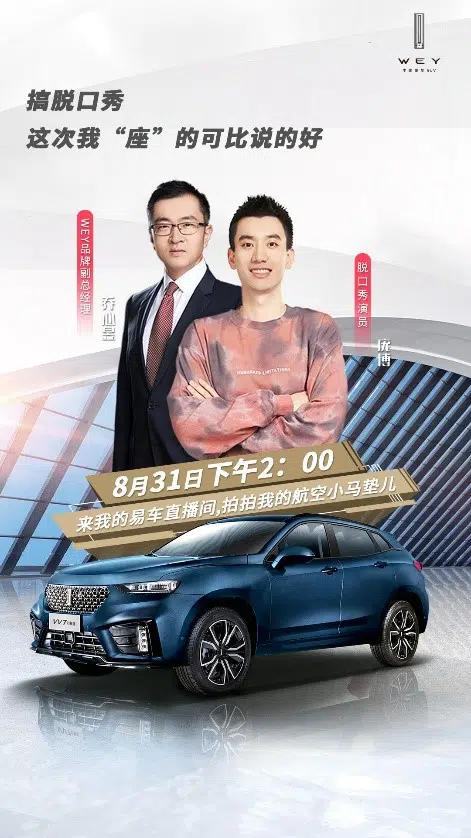 WEY
搞脱口秀
这次我“座”的可比说的好
WEY品牌副总经理
乔心昱
脱口秀演员
庞博
8月31日下午2：00
来我的易车直播间,拍拍我的航空小马垫儿
VV7